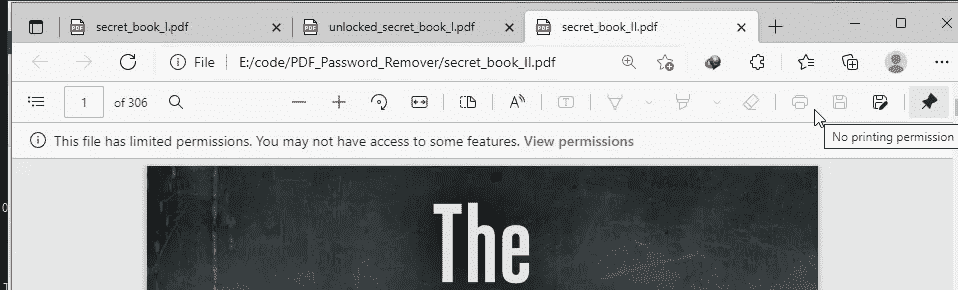 secret_book_I.pdf
unlocked_secret_book_I.pdf
secret_book_II.pdf
File E:/code/PDF_Password_Remover/secret_book_II.pdf
1 of 306
No printing permission
This file has limited permissions. You may not have access to some features. View permissions
The